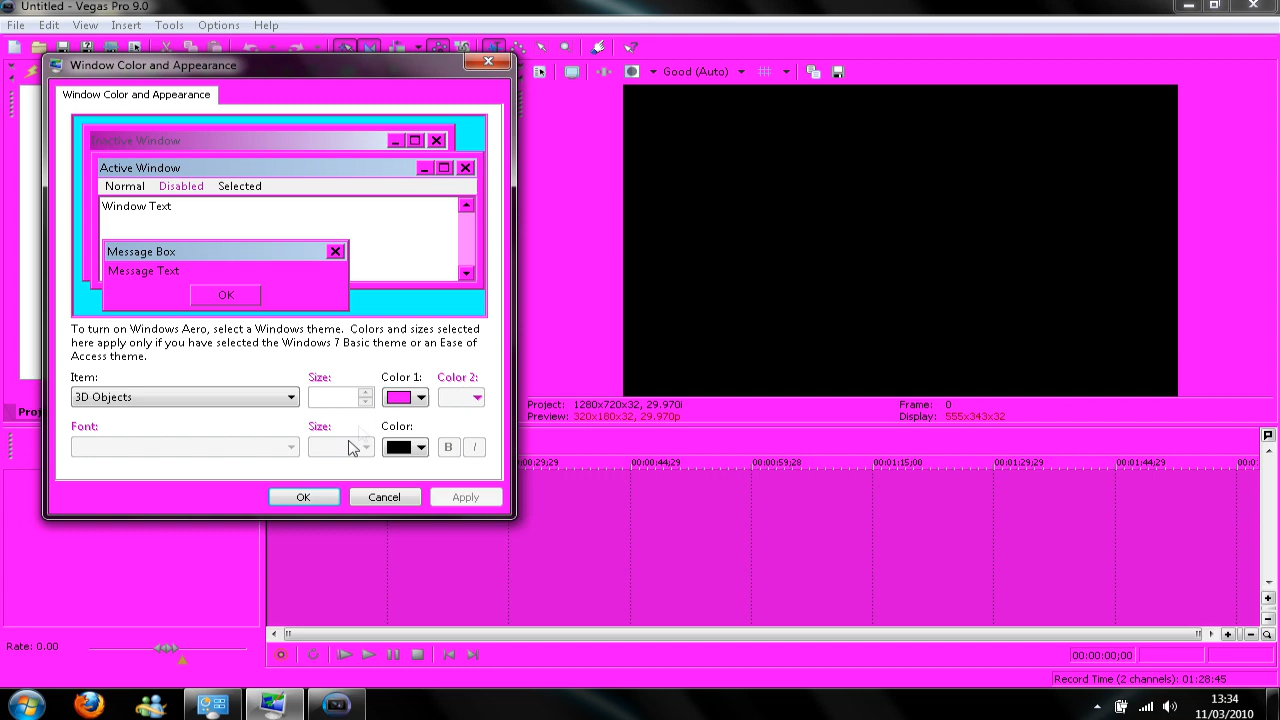 Untitled - Vegas Pro 9.0
File Edit View Insert Tools Options Help
Good (Auto)
Window Color and Appearance
Window Color and Appearance
Inactive Window
Active Window
Normal Disabled Selected
Window Text
Message Box
Message Text
OK
To turn on Windows Aero, select a Windows theme. Colors and sizes selected
here apply only if you have selected the Windows 7 Basic theme or an Ease of
Access theme.
Item: Size: Color 1: Color 2:
3D Objects
Font: Size: Color:
B I
OK Cancel Apply
Project: 1280x720x32, 29.970i Frame: 0
Preview: 320x180x32, 29.970p Display: 555x343x32
00:00:29;29 00:00:44;29 00:00:59;28 00:01:15;00 00:01:29;29 00:01:44;29
Rate: 0.00
00:00:00;00
Record Time (2 channels): 01:28:45
13:34
11/03/2010